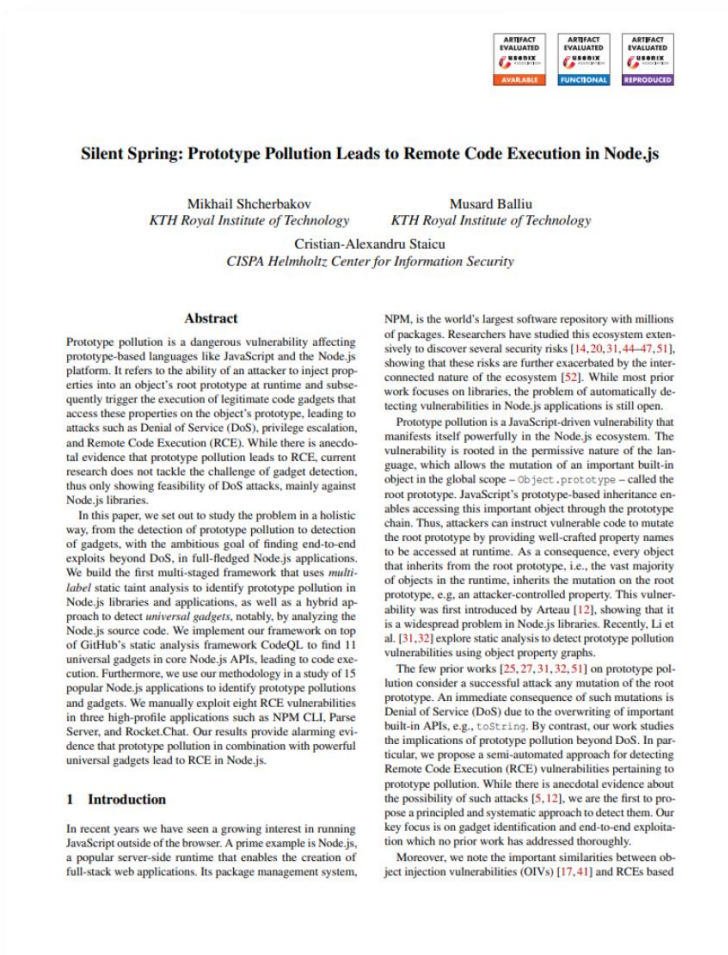 ARTIFACT
EVALUATED
usenix
ASSOCIATION
AVAILABLE
ARTIFACT
EVALUATED
usenix
ASSOCIATION
FUNCTIONAL
ARTIFACT
EVALUATED
usenix
ASSOCIATION
REPRODUCED
Silent Spring: Prototype Pollution Leads to Remote Code Execution in Node.js
Mikhail Shcherbakov
KTH Royal Institute of Technology
Musard Balliu
KTH Royal Institute of Technology
Cristian-Alexandru Staicu
CISPA Helmholtz Center for Information Security
Abstract
Prototype pollution is a dangerous vulnerability affecting
prototype-based languages like JavaScript and the Node.js
platform. It refers to the ability of an attacker to inject prop-
erties into an object's root prototype at runtime and subse-
quently trigger the execution of legitimate code gadgets that
access these properties on the object's prototype, leading to
attacks such as Denial of Service (DoS), privilege escalation,
and Remote Code Execution (RCE). While there is anecdo-
tal evidence that prototype pollution leads to RCE, current
research does not tackle the challenge of gadget detection,
thus only showing feasibility of DoS attacks, mainly against
Node.js libraries.
In this paper, we set out to study the problem in a holistic
way, from the detection of prototype pollution to detection
of gadgets, with the ambitious goal of finding end-to-end
exploits beyond DoS, in full-fledged Node.js applications.
We build the first multi-staged framework that uses multi-
label static taint analysis to identify prototype pollution in
Node.js libraries and applications, as well as a hybrid ap-
proach to detect universal gadgets, notably, by analyzing the
Node.js source code. We implement our framework on top
of GitHub's static analysis framework CodeQL to find 11
universal gadgets in core Node.js APIs, leading to code exe-
cution. Furthermore, we use our methodology in a study of 15
popular Node.js applications to identify prototype pollutions
and gadgets. We manually exploit eight RCE vulnerabilities
in three high-profile applications such as NPM CLI, Parse
Server, and Rocket.Chat. Our results provide alarming evi-
dence that prototype pollution in combination with powerful
universal gadgets lead to RCE in Node.js.
1 Introduction
In recent years we have seen a growing interest in running
JavaScript outside of the browser. A prime example is Node.js,
a popular server-side runtime that enables the creation of
full-stack web applications. Its package management system,
NPM, is the world's largest software repository with millions
of packages. Researchers have studied this ecosystem exten-
sively to discover several security risks [14,20,31,44–47,51],
showing that these risks are further exacerbated by the inter-
connected nature of the ecosystem [52]. While most prior
work focuses on libraries, the problem of automatically de-
tecting vulnerabilities in Node.js applications is still open.
Prototype pollution is a JavaScript-driven vulnerability that
manifests itself powerfully in the Node.js ecosystem. The
vulnerability is rooted in the permissive nature of the lan-
guage, which allows the mutation of an important built-in
object in the global scope – Object.prototype – called the
root prototype. JavaScript's prototype-based inheritance en-
ables accessing this important object through the prototype
chain. Thus, attackers can instruct vulnerable code to mutate
the root prototype by providing well-crafted property names
to be accessed at runtime. As a consequence, every object
that inherits from the root prototype, i.e., the vast majority
of objects in the runtime, inherits the mutation on the root
prototype, e.g, an attacker-controlled property. This vulner-
ability was first introduced by Arteau [12], showing that it
is a widespread problem in Node.js libraries. Recently, Li et
al. [31,32] explore static analysis to detect prototype pollution
vulnerabilities using object property graphs.
The few prior works [25,27,31,32,51] on prototype pol-
lution consider a successful attack any mutation of the root
prototype. An immediate consequence of such mutations is
Denial of Service (DoS) due to the overwriting of important
built-in APIs, e.g., toString. By contrast, our work studies
the implications of prototype pollution beyond DoS. In par-
ticular, we propose a semi-automated approach for detecting
Remote Code Execution (RCE) vulnerabilities pertaining to
prototype pollution. While there is anecdotal evidence about
the possibility of such attacks [5,12], we are the first to pro-
pose a principled and systematic approach to detect them. Our
key focus is on gadget identification and end-to-end exploita-
tion which no prior work has addressed thoroughly.
Moreover, we note the important similarities between ob-
ject injection vulnerabilities (OIVs) [17,41] and RCEs based